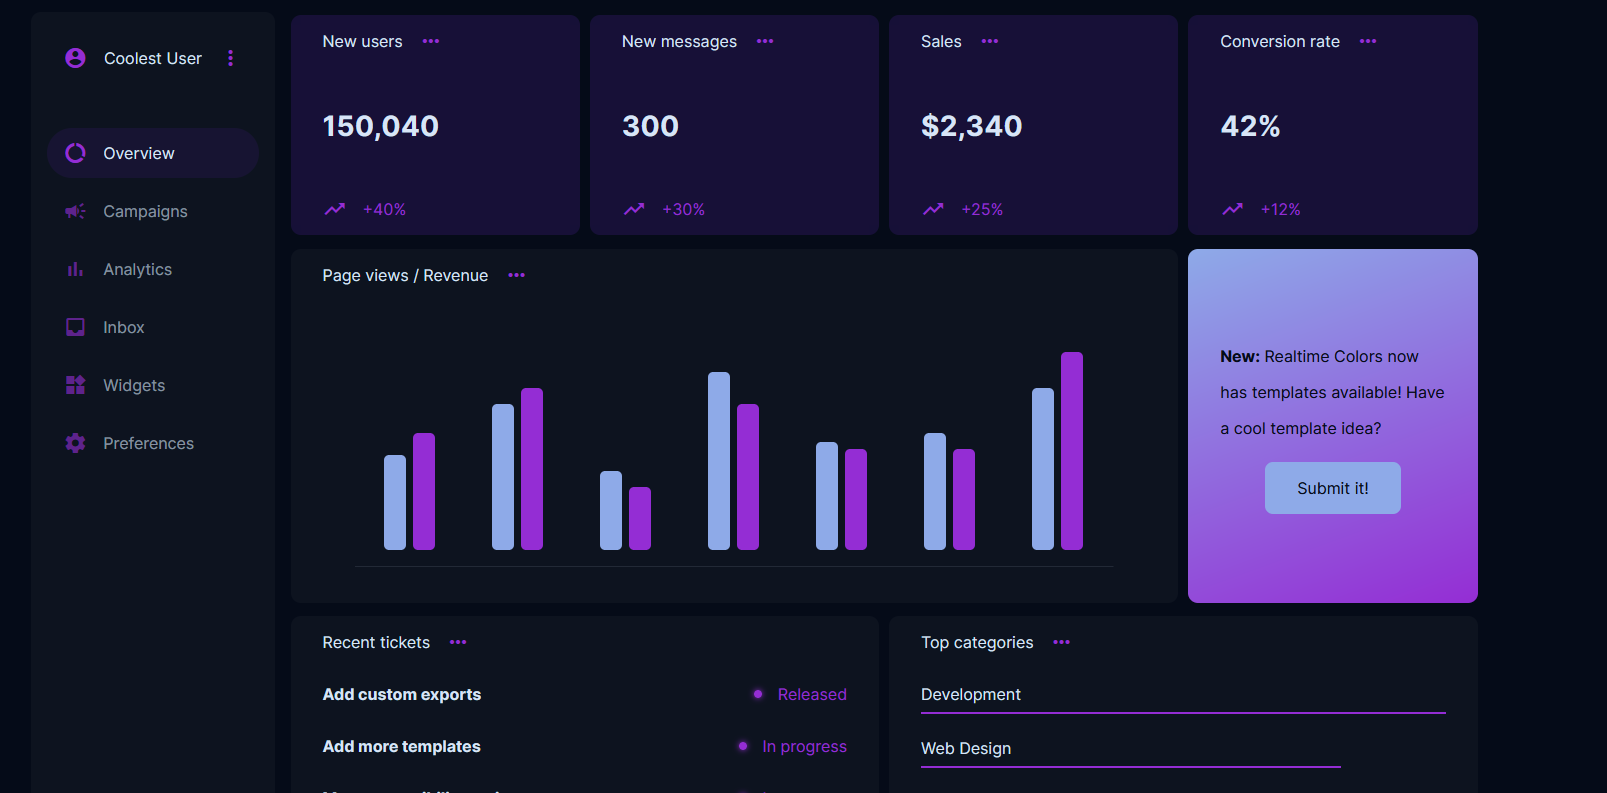 Coolest User
Overview
Campaigns
Analytics
Inbox
Widgets
Preferences
New users
150,040
+40%
New messages
300
+30%
Sales
$2,340
+25%
Conversion rate
42%
+12%
Page views / Revenue
New: Realtime Colors now
has templates available! Have
a cool template idea?
Submit it!
Recent tickets
Add custom exports
Released
Add more templates
In progress
Top categories
Development
Web Design